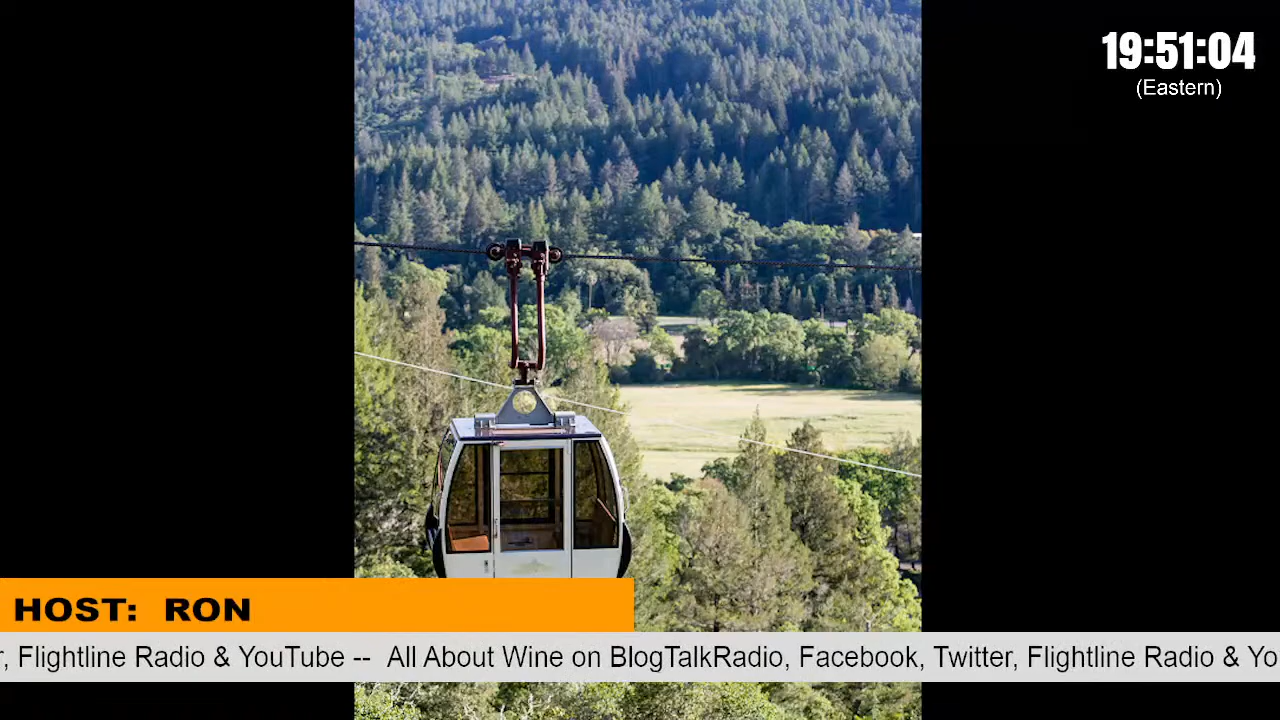 19:51:04
(Eastern)
HOST: RON
, Flightline Radio & YouTube -- All About Wine on BlogTalkRadio, Facebook, Twitter, Flightline Radio & Yo